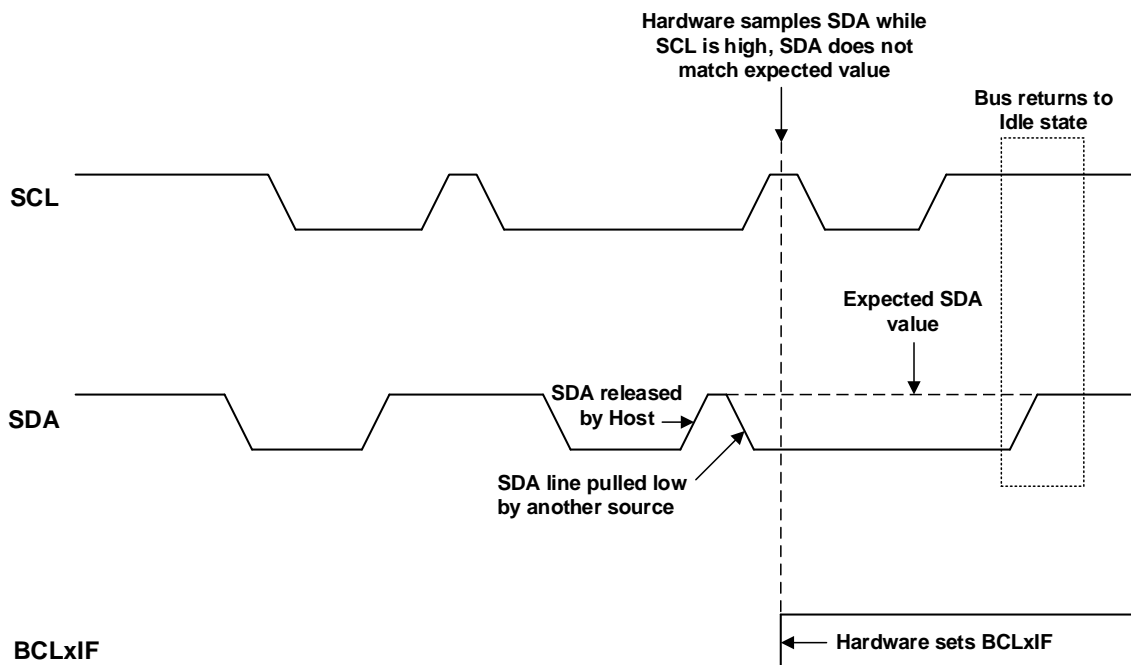 Hardware samples SDA while
SCL is high, SDA does not
match expected value
Bus returns to
Idle state
SCL
Expected SDA
value
SDA
SDA released
by Host
SDA line pulled low
by another source
BCLxIF
Hardware sets BCLxIF